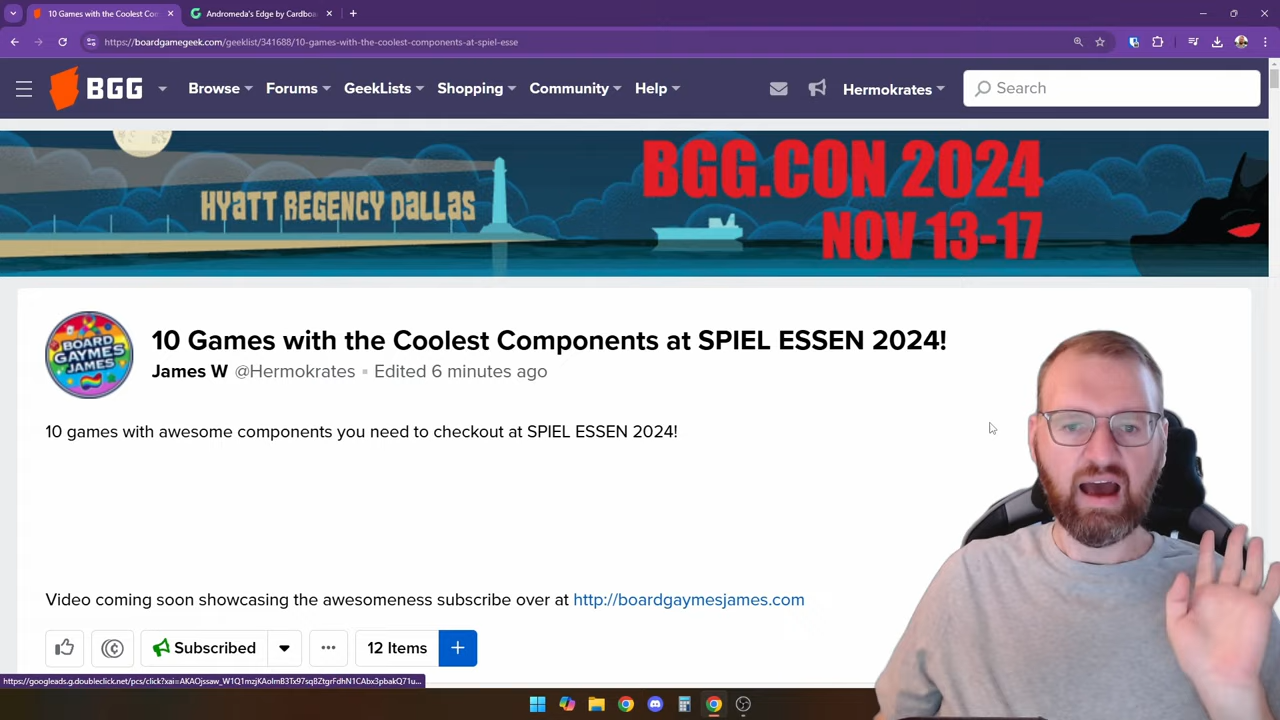 10 Games with the Coolest Co
Andromeda's Edge by Cardboa
https://boardgamegeek.com/geeklist/341688/10-games-with-the-coolest-components-at-spiel-esse
BGG
Browse
Forums
GeekLists
Shopping
Community
Help
Hermokrates
Search
HYATT REGENCY DALLAS
BGG.CON 2024
NOV 13-17
BOARD GAYMES JAMES
10 Games with the Coolest Components at SPIEL ESSEN 2024!
James W @Hermokrates ▪ Edited 6 minutes ago
10 games with awesome components you need to checkout at SPIEL ESSEN 2024!
Video coming soon showcasing the awesomeness subscribe over at http://boardgaymesjames.com
Subscribed
12 Items